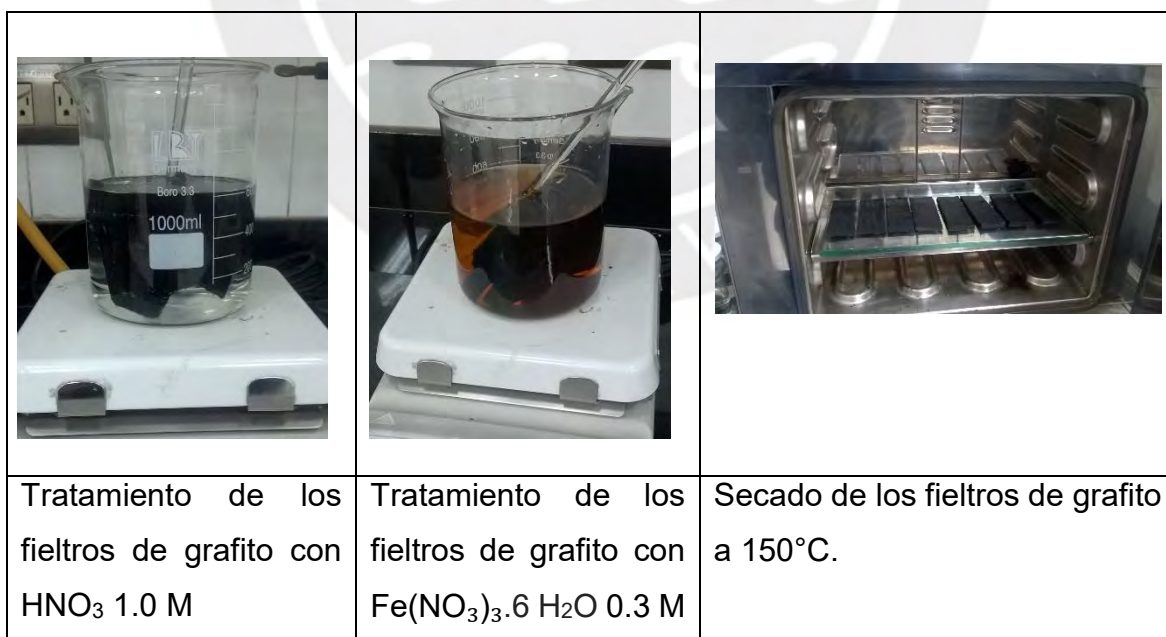 Boro 3.3
1000ml
Tratamiento de los
fieltros de grafito con
HNO₃ 1.0 M
Tratamiento de los
fieltros de grafito con
Fe(NO₃)₃.6 H₂O 0.3 M
Secado de los fieltros de grafito
a 150°C.